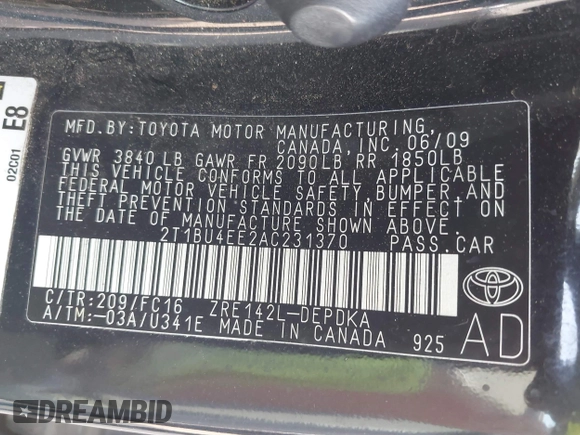 MFD.BY:TOYOTA MOTOR MANUFACTURING,
CANADA,INC. 06/09
GVWR 3840LB GAWR FR 2090LB RR 1850LB
THIS VEHICLE CONFORMS TO ALL APPLICABLE
FEDERAL MOTOR VEHICLE SAFETY, BUMPER, AND
THEFT PREVENTION STANDARDS IN EFFECT ON
THE DATE OF MANUFACTURE SHOWN ABOVE.
2T1BU4EE2AC231370 PASS.CAR
C/TR:209/FC16 ZRE142L-DEPDKA
A/TM:-03A/U341E MADE IN CANADA 925
AD
E8
02C01
DREAMBID